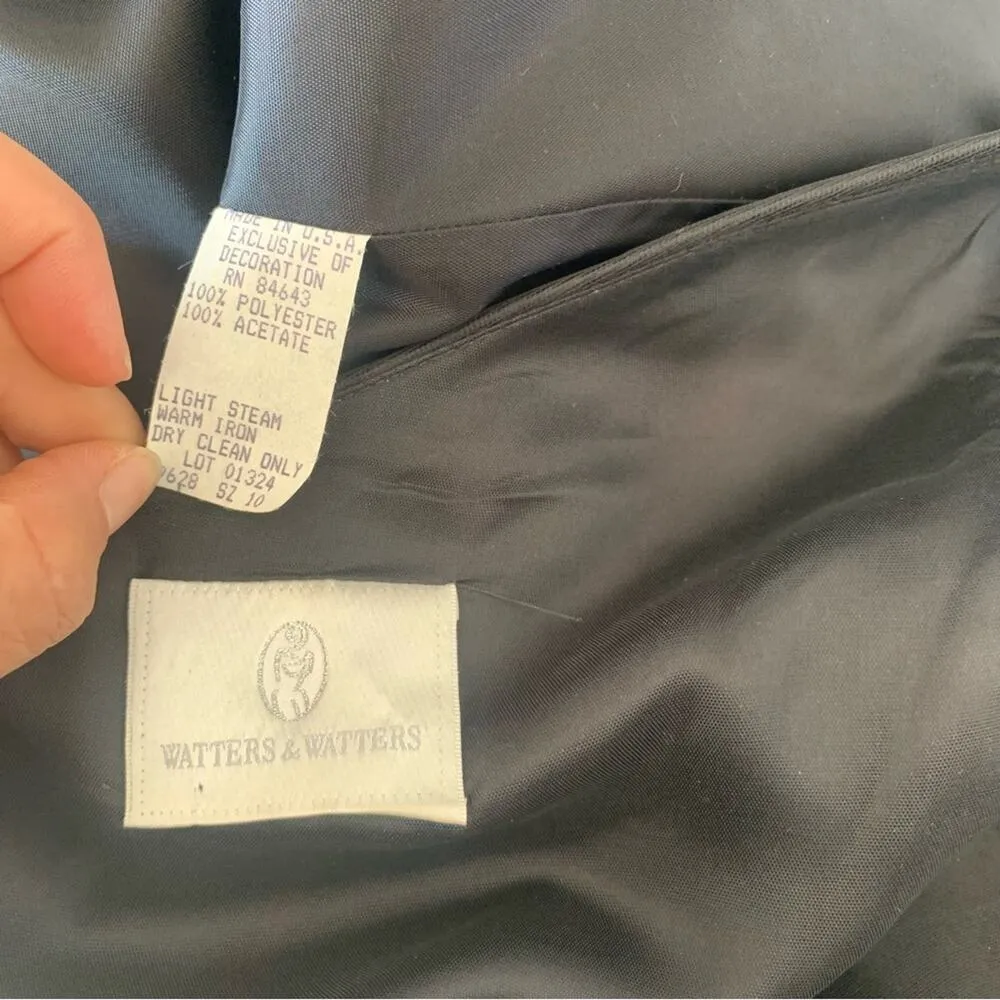 MADE IN U.S.A.
EXCLUSIVE OF
DECORATION
RN 84643
100% POLYESTER
100% ACETATE
LIGHT STEAM
WARM IRON
DRY CLEAN ONLY
LOT 01324
SZ 10
WATTERS & WATTERS